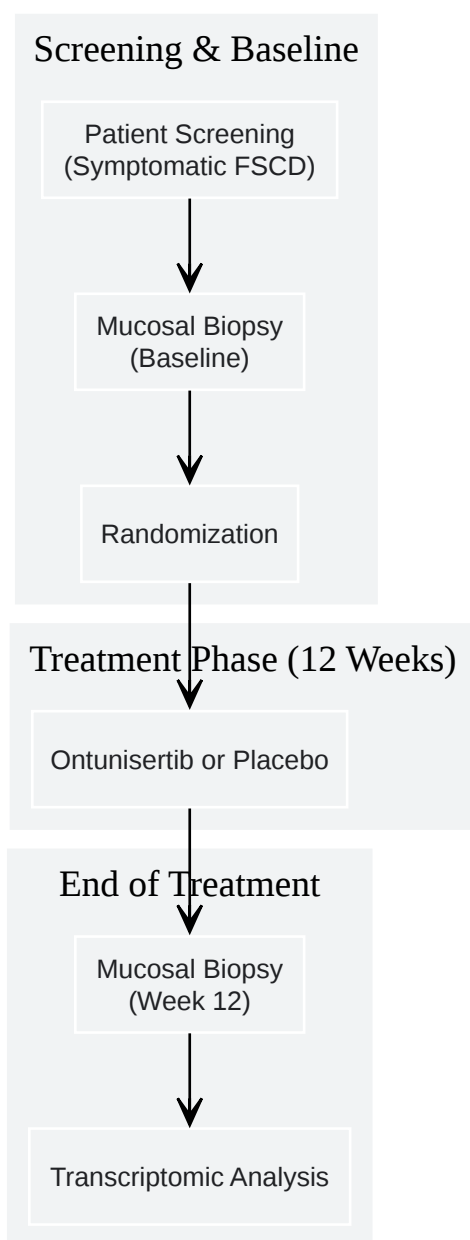 Screening & Baseline
Patient Screening
(Symptomatic FSCD)
Mucosal Biopsy
(Baseline)
Randomization
Treatment Phase (12 Weeks)
Ontunisertib or Placebo
End of Treatment
Mucosal Biopsy
(Week 12)
Transcriptomic Analysis